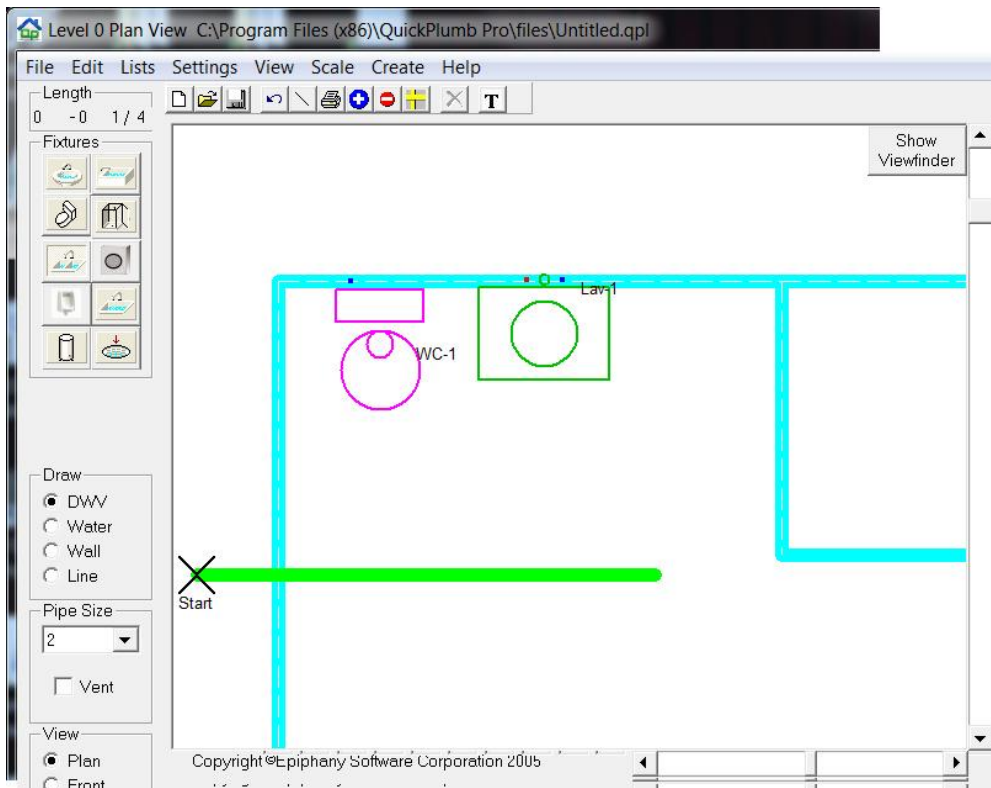 Level 0 Plan View C:\Program Files (x86)\QuickPlumb Pro\files\Untitled.qpl
File Edit Lists Settings View Scale Create Help
Length
0 -0 1/4
T
Fixtures
Show
Viewfinder
Lav-1
WC-1
Draw
DWV
Water
Wall
Line
Start
Pipe Size
2
Vent
View
Plan
Front
Copyright ©Epiphany Software Corporation 2005